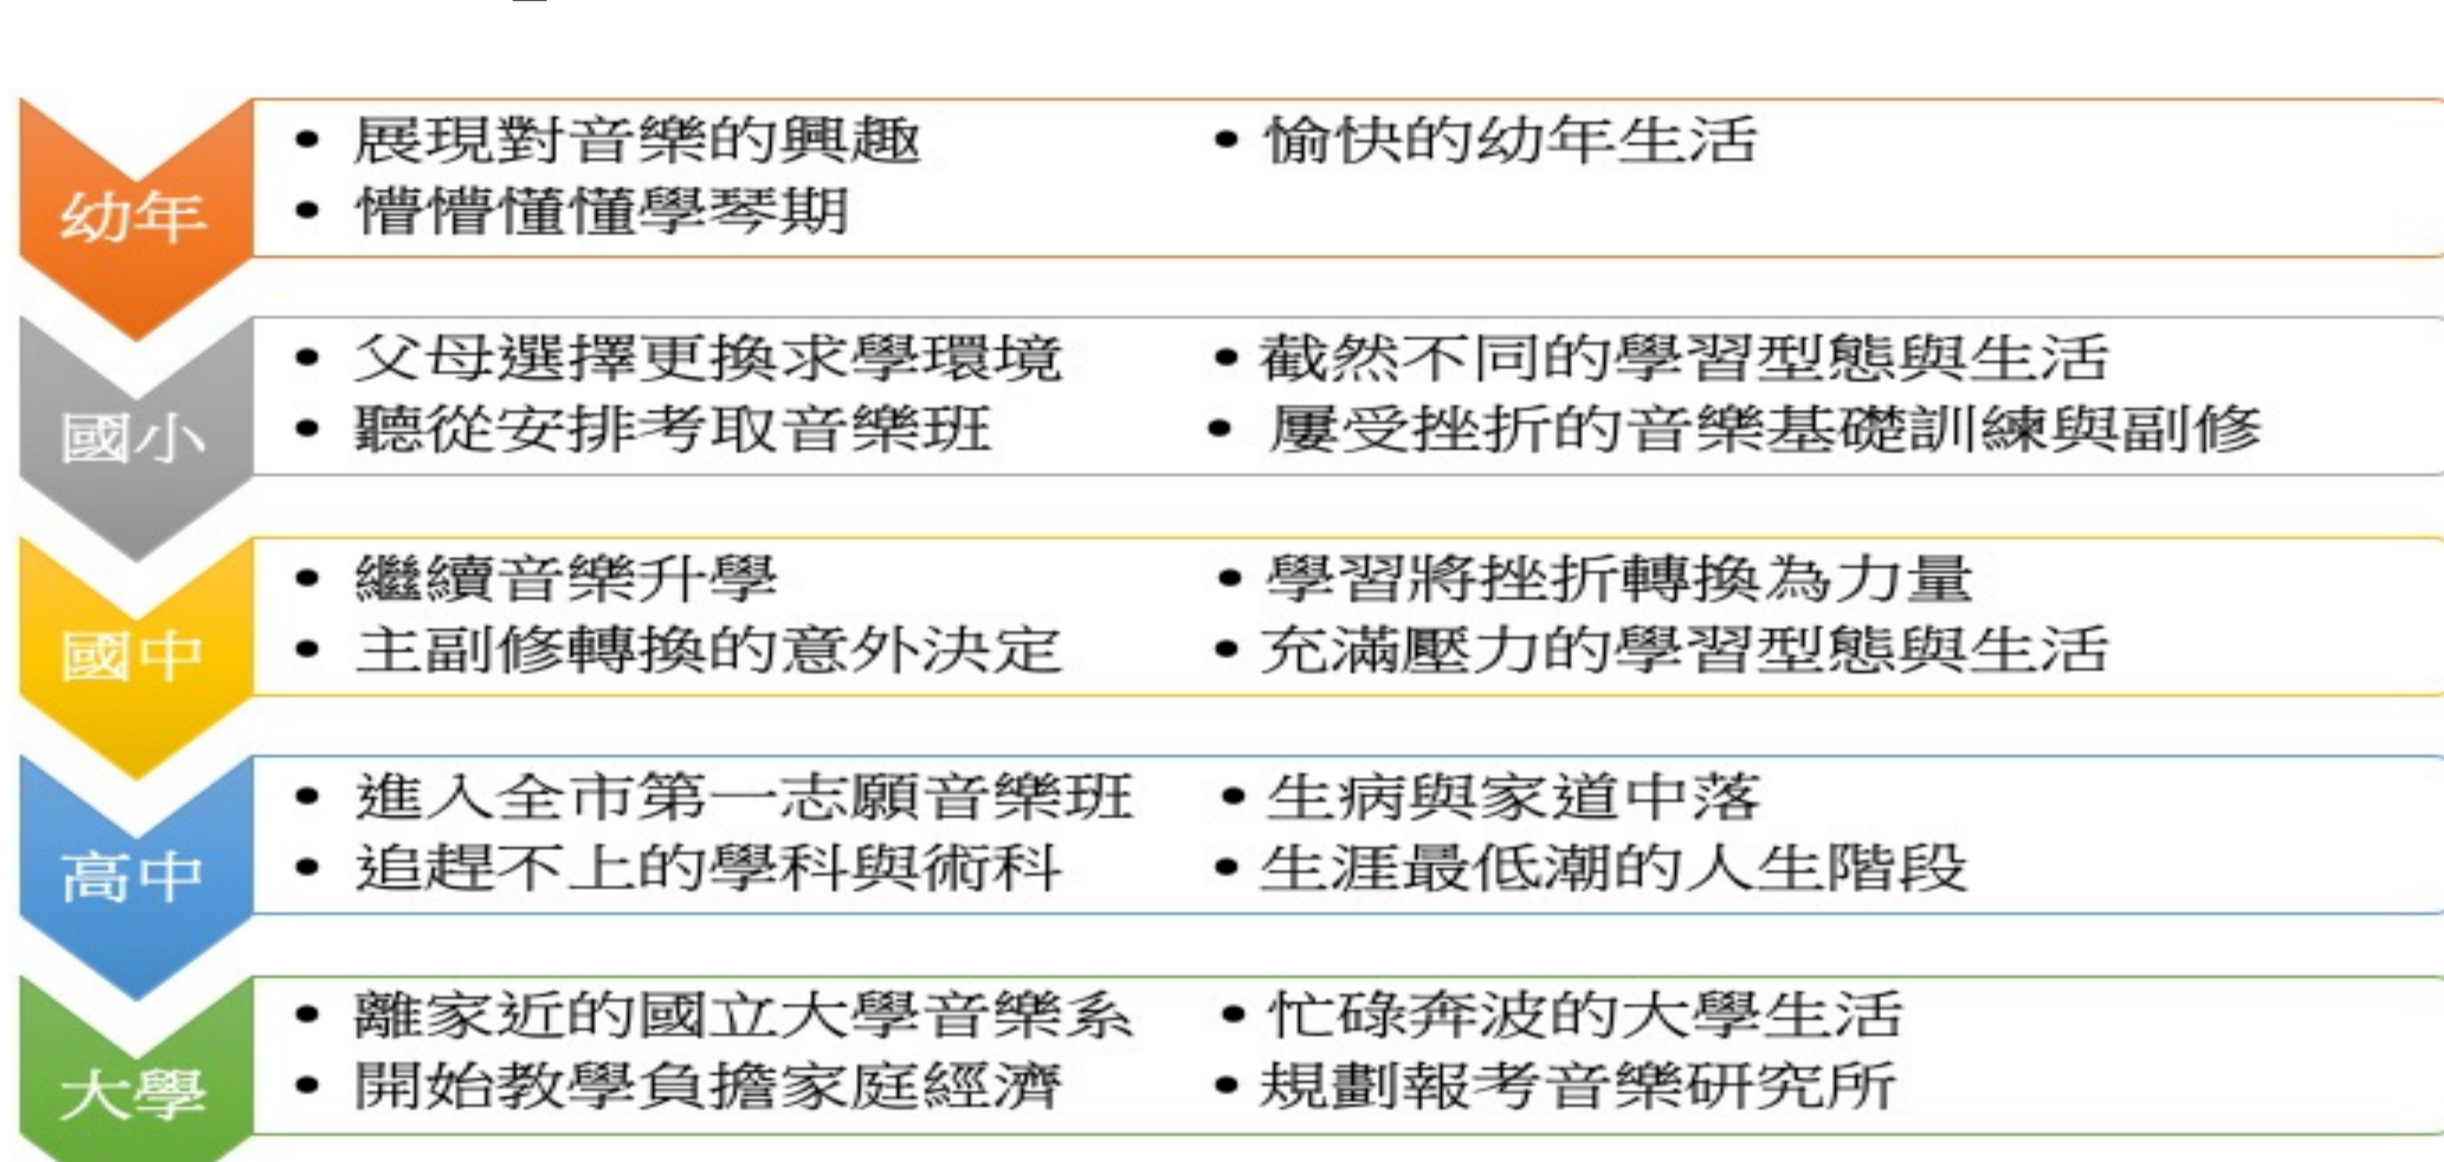 幼年
• 展現對音樂的興趣 • 愉快的幼年生活
• 懵懵懂懂學琴期
國小
• 父母選擇更換求學環境 • 截然不同的學習型態與生活
• 聽從安排考取音樂班 • 屢受挫折的音樂基礎訓練與副修
國中
• 繼續音樂升學 • 學習將挫折轉換為力量
• 主副修轉換的意外決定 • 充滿壓力的學習型態與生活
高中
• 進入全市第一志願音樂班 • 生病與家道中落
• 追趕不上的學科與術科 • 生涯最低潮的人生階段
大學
• 離家近的國立大學音樂系 • 忙碌奔波的大學生活
• 開始教學負擔家庭經濟 • 規劃報考音樂研究所